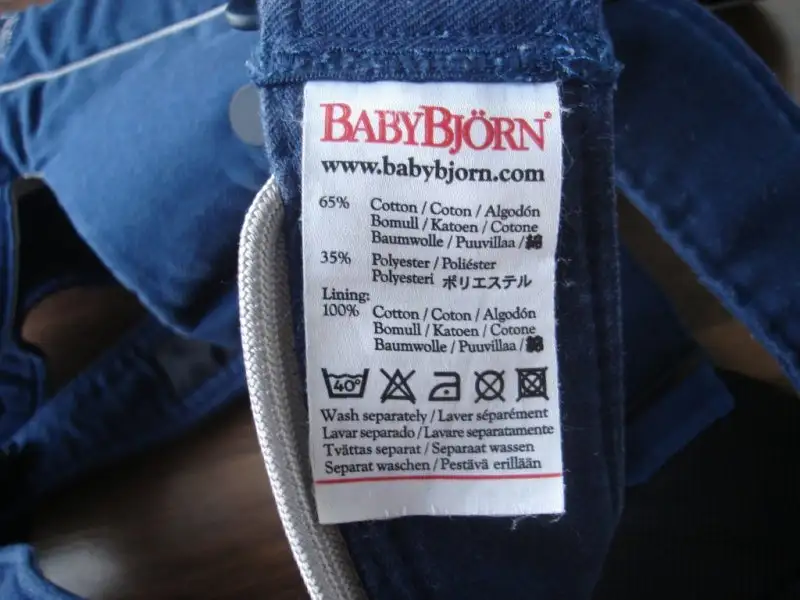 BABYBJÖRN®
www.babybjorn.com
65% Cotton / Coton / Algodón
Bomull / Katoen / Cotone
Baumwolle / Puuvillaa / 綿
35% Polyester / Poliéster
Polyesteri ポリエステル
Lining:
100% Cotton / Coton / Algodón
Bomull / Katoen / Cotone
Baumwolle / Puuvillaa / 綿
40°
Wash separately / Laver séparément
Lavar separado / Lavare separatamente
Tvättas separat / Separaat wassen
Separat waschen / Pestävä erillään